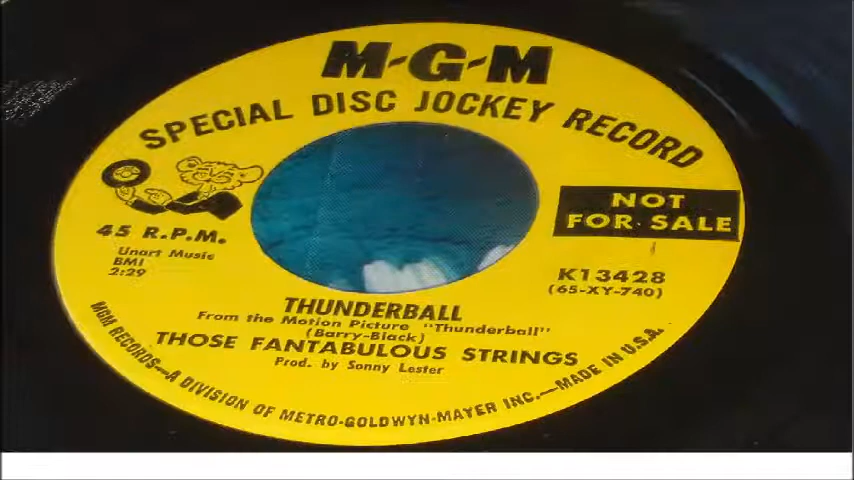 M-G-M
SPECIAL DISC JOCKEY RECORD
NOT
FOR SALE
45 R.P.M.
Unart Music
BMI
2:29
K13428
(65-XY-740)
THUNDERBALL
From the Motion Picture "Thunderball"
(Barry-Black)
THOSE FANTABULOUS STRINGS
Prod. by Sonny Lester
MGM RECORDS—A DIVISION OF METRO-GOLDWYN-MAYER INC.—MADE IN U.S.A.